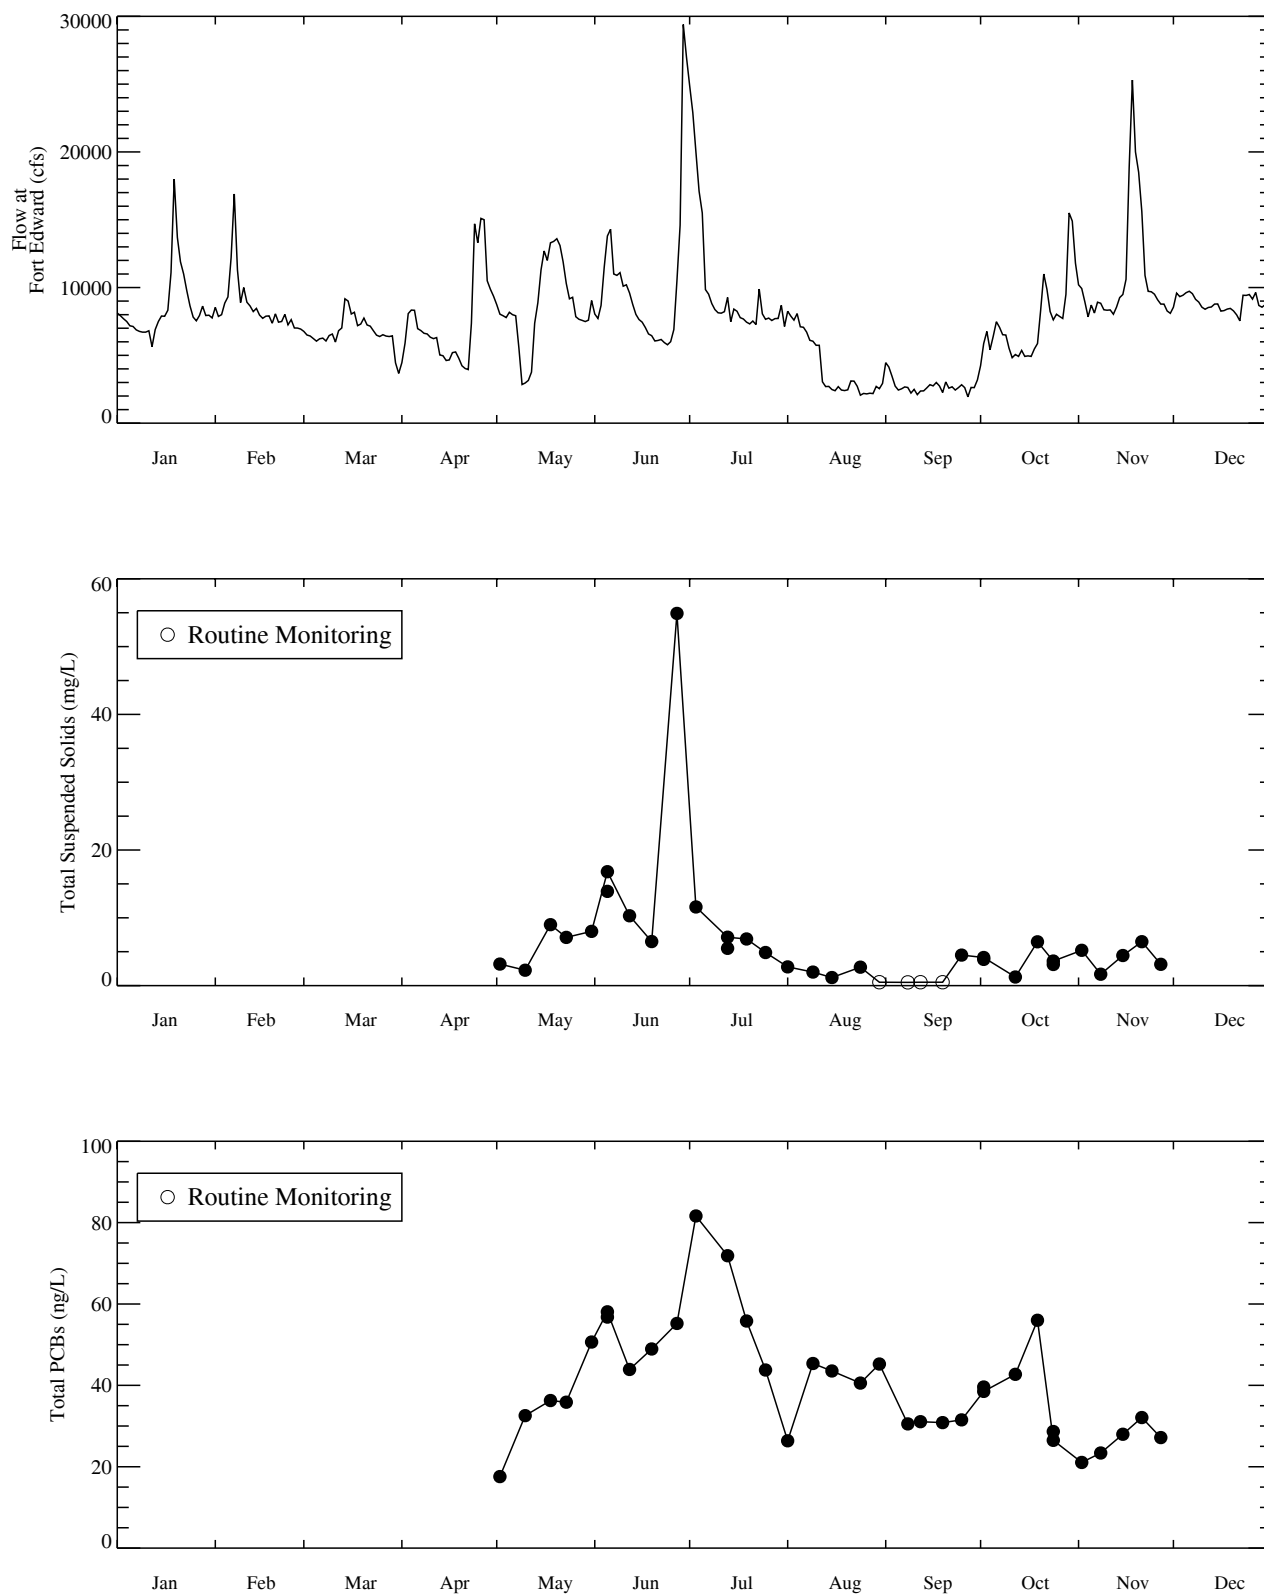 30000
20000
10000
0
Flow at
Fort Edward (cfs)
Jan Feb Mar Apr May Jun Jul Aug Sep Oct Nov Dec
60
40
20
0
Total Suspended Solids (mg/L)
Routine Monitoring
Jan Feb Mar Apr May Jun Jul Aug Sep Oct Nov Dec
100
80
60
40
20
0
Total PCBs (ng/L)
Routine Monitoring
Jan Feb Mar Apr May Jun Jul Aug Sep Oct Nov Dec